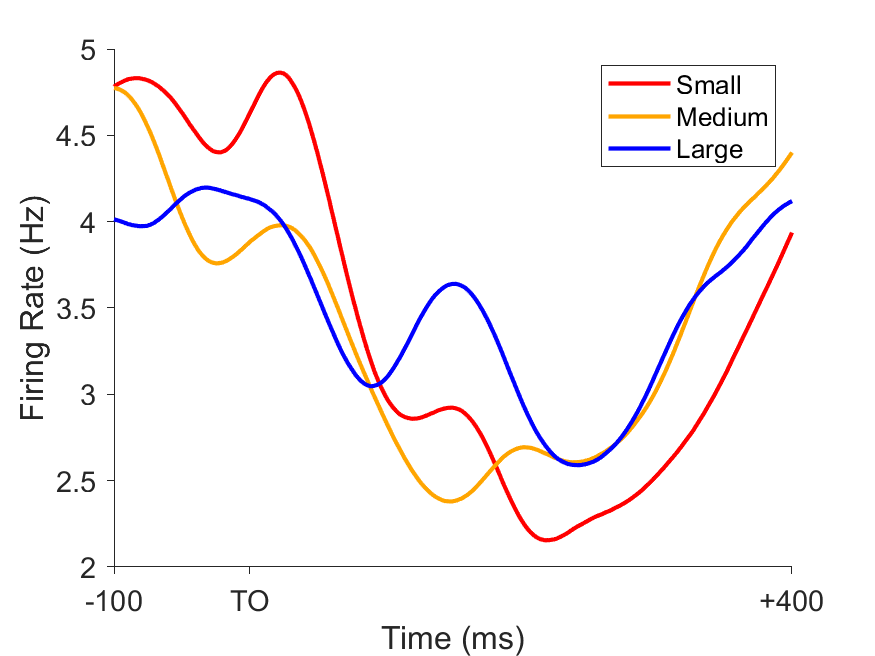 5
4.5
4
3.5
3
2.5
2
Firing Rate (Hz)
Small
Medium
Large
-100
TO
+400
Time (ms)